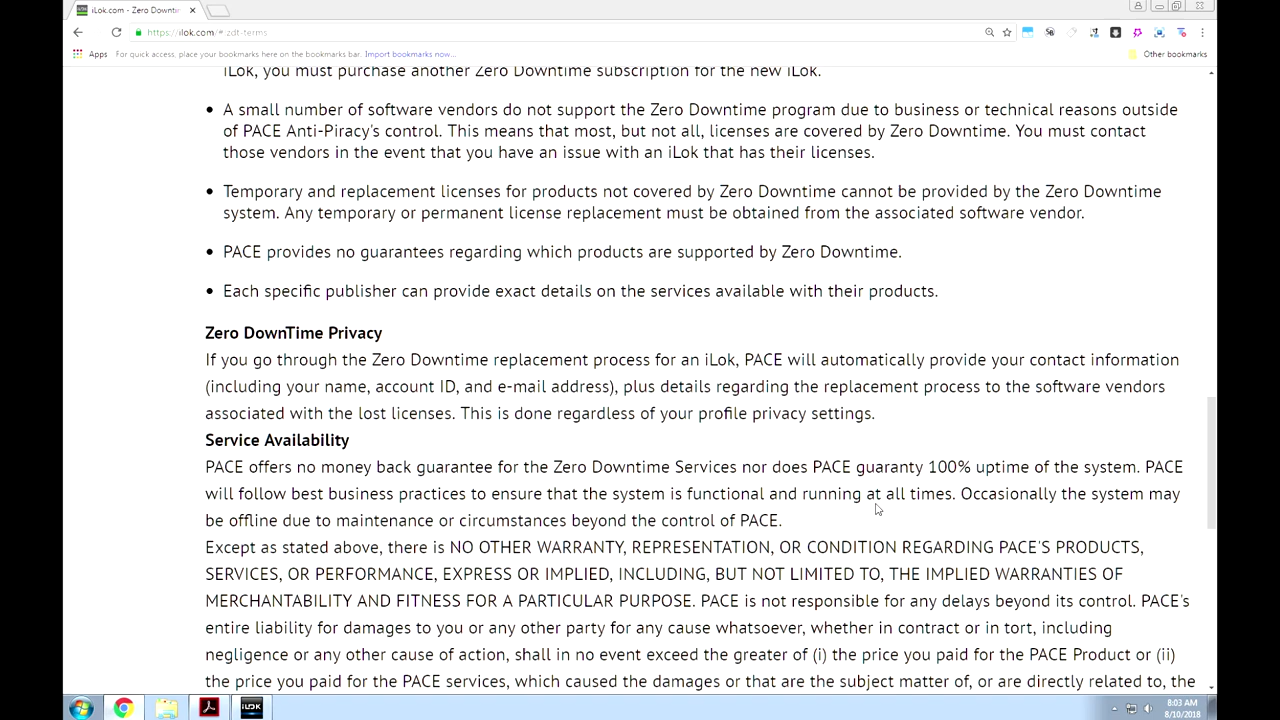 iLok.com - Zero Downtim
https://ilok.com/#!zdt-terms
Apps For quick access, place your bookmarks here on the bookmarks bar. Import bookmarks now... Other bookmarks
iLok, you must purchase another Zero Downtime subscription for the new iLok.
• A small number of software vendors do not support the Zero Downtime program due to business or technical reasons outside
of PACE Anti-Piracy's control. This means that most, but not all, licenses are covered by Zero Downtime. You must contact
those vendors in the event that you have an issue with an iLok that has their licenses.
• Temporary and replacement licenses for products not covered by Zero Downtime cannot be provided by the Zero Downtime
system. Any temporary or permanent license replacement must be obtained from the associated software vendor.
• PACE provides no guarantees regarding which products are supported by Zero Downtime.
• Each specific publisher can provide exact details on the services available with their products.
Zero DownTime Privacy
If you go through the Zero Downtime replacement process for an iLok, PACE will automatically provide your contact information
(including your name, account ID, and e-mail address), plus details regarding the replacement process to the software vendors
associated with the lost licenses. This is done regardless of your profile privacy settings.
Service Availability
PACE offers no money back guarantee for the Zero Downtime Services nor does PACE guaranty 100% uptime of the system. PACE
will follow best business practices to ensure that the system is functional and running at all times. Occasionally the system may
be offline due to maintenance or circumstances beyond the control of PACE.
Except as stated above, there is NO OTHER WARRANTY, REPRESENTATION, OR CONDITION REGARDING PACE'S PRODUCTS,
SERVICES, OR PERFORMANCE, EXPRESS OR IMPLIED, INCLUDING, BUT NOT LIMITED TO, THE IMPLIED WARRANTIES OF
MERCHANTABILITY AND FITNESS FOR A PARTICULAR PURPOSE. PACE is not responsible for any delays beyond its control. PACE's
entire liability for damages to you or any other party for any cause whatsoever, whether in contract or in tort, including
negligence or any other cause of action, shall in no event exceed the greater of (i) the price you paid for the PACE Product or (ii)
the price you paid for the PACE services, which caused the damages or that are the subject matter of, or are directly related to, the
iLOK
8:03 AM
8/10/2018